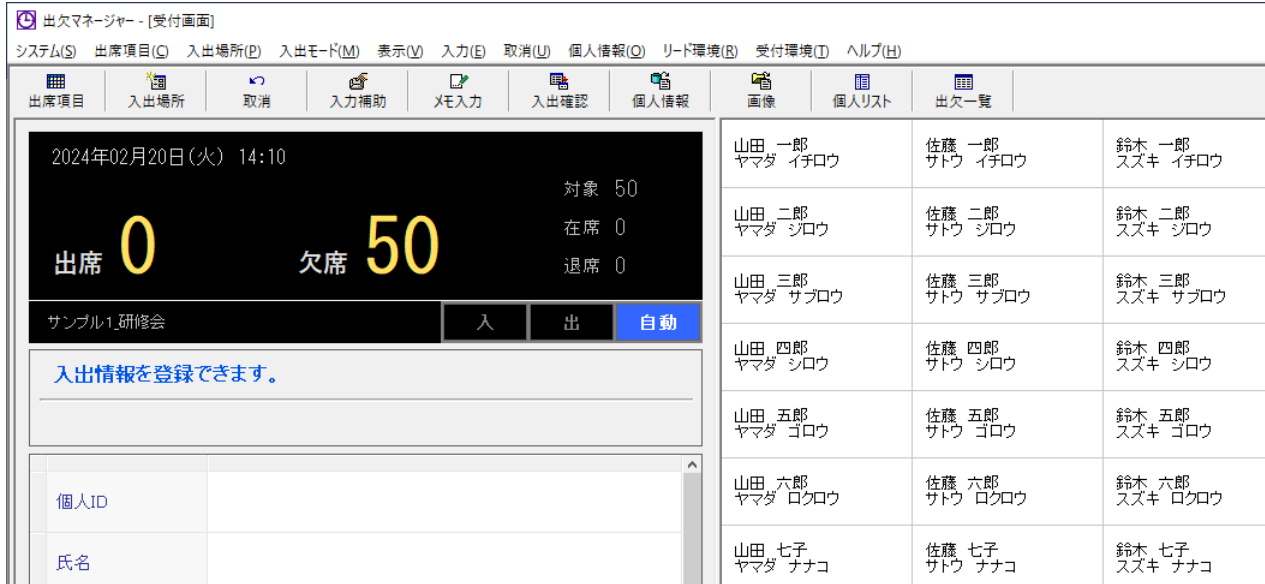 出欠マネージャー - [受付画面]
システム(S) 出席項目(C) 入出場所(P) 入出モード(M) 表示(V) 入力(E) 取消(U) 個人情報(O) リード環境(R) 受付環境(T) ヘルプ(H)
出席項目 入出場所 取消 入力補助 メモ入力 入出確認 個人情報 画像 個人リスト 出欠一覧
2024年02月20日(火) 14:10
対象 50
在席 0
退席 0
出席 0 欠席 50
サンプル1_研修会 入 出 自動
入出情報を登録できます。
個人ID
氏名
山田 一郎 佐藤 一郎 鈴木 一郎
ヤマダ イチロウ サトウ イチロウ スズキ イチロウ
山田 二郎 佐藤 二郎 鈴木 二郎
ヤマダ ジロウ サトウ ジロウ スズキ ジロウ
山田 三郎 佐藤 三郎 鈴木 三郎
ヤマダ サブロウ サトウ サブロウ スズキ サブロウ
山田 四郎 佐藤 四郎 鈴木 四郎
ヤマダ シロウ サトウ シロウ スズキ シロウ
山田 五郎 佐藤 五郎 鈴木 五郎
ヤマダ ゴロウ サトウ ゴロウ スズキ ゴロウ
山田 六郎 佐藤 六郎 鈴木 六郎
ヤマダ ロクロウ サトウ ロクロウ スズキ ロクロウ
山田 七子 佐藤 七子 鈴木 七子
ヤマダ ナナコ サトウ ナナコ スズキ ナナコ